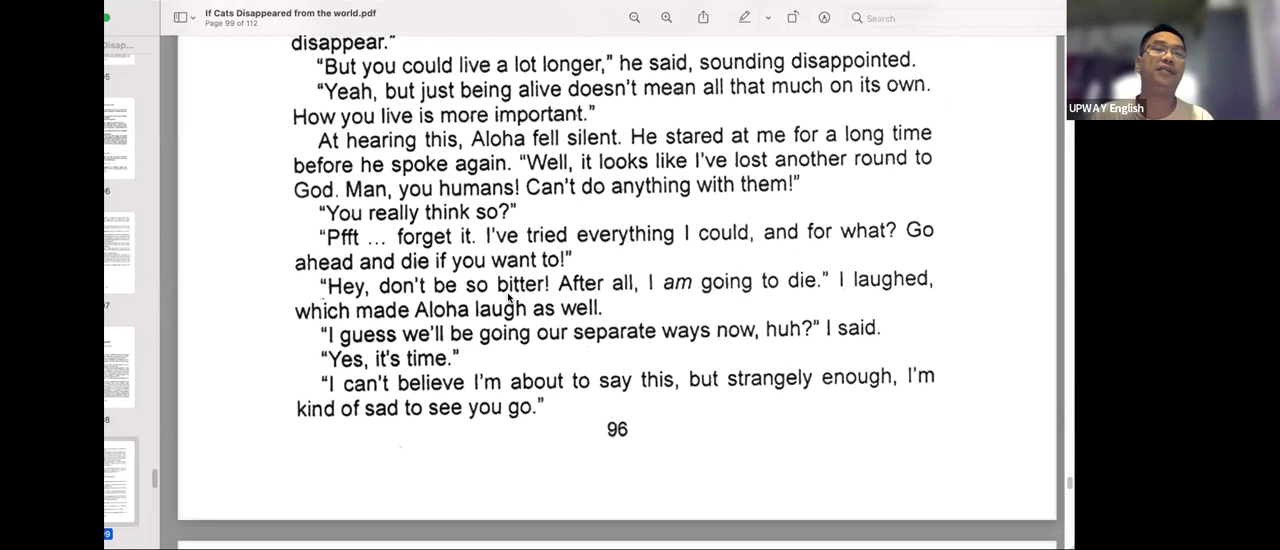 If Cats Disappeared from the world.pdf
Page 99 of 112
Search
Disap...
disappear.”
“But you could live a lot longer,” he said, sounding disappointed.
“Yeah, but just being alive doesn’t mean all that much on its own.
How you live is more important.”
At hearing this, Aloha fell silent. He stared at me for a long time
before he spoke again. “Well, it looks like I’ve lost another round to
God. Man, you humans! Can’t do anything with them!”
“You really think so?”
“Pfft ... forget it. I’ve tried everything I could, and for what? Go
ahead and die if you want to!”
“Hey, don’t be so bitter! After all, I am going to die.” I laughed,
which made Aloha laugh as well.
“I guess we’ll be going our separate ways now, huh?” I said.
“Yes, it’s time.”
“I can’t believe I’m about to say this, but strangely enough, I’m
kind of sad to see you go.”
96
UPWAY English